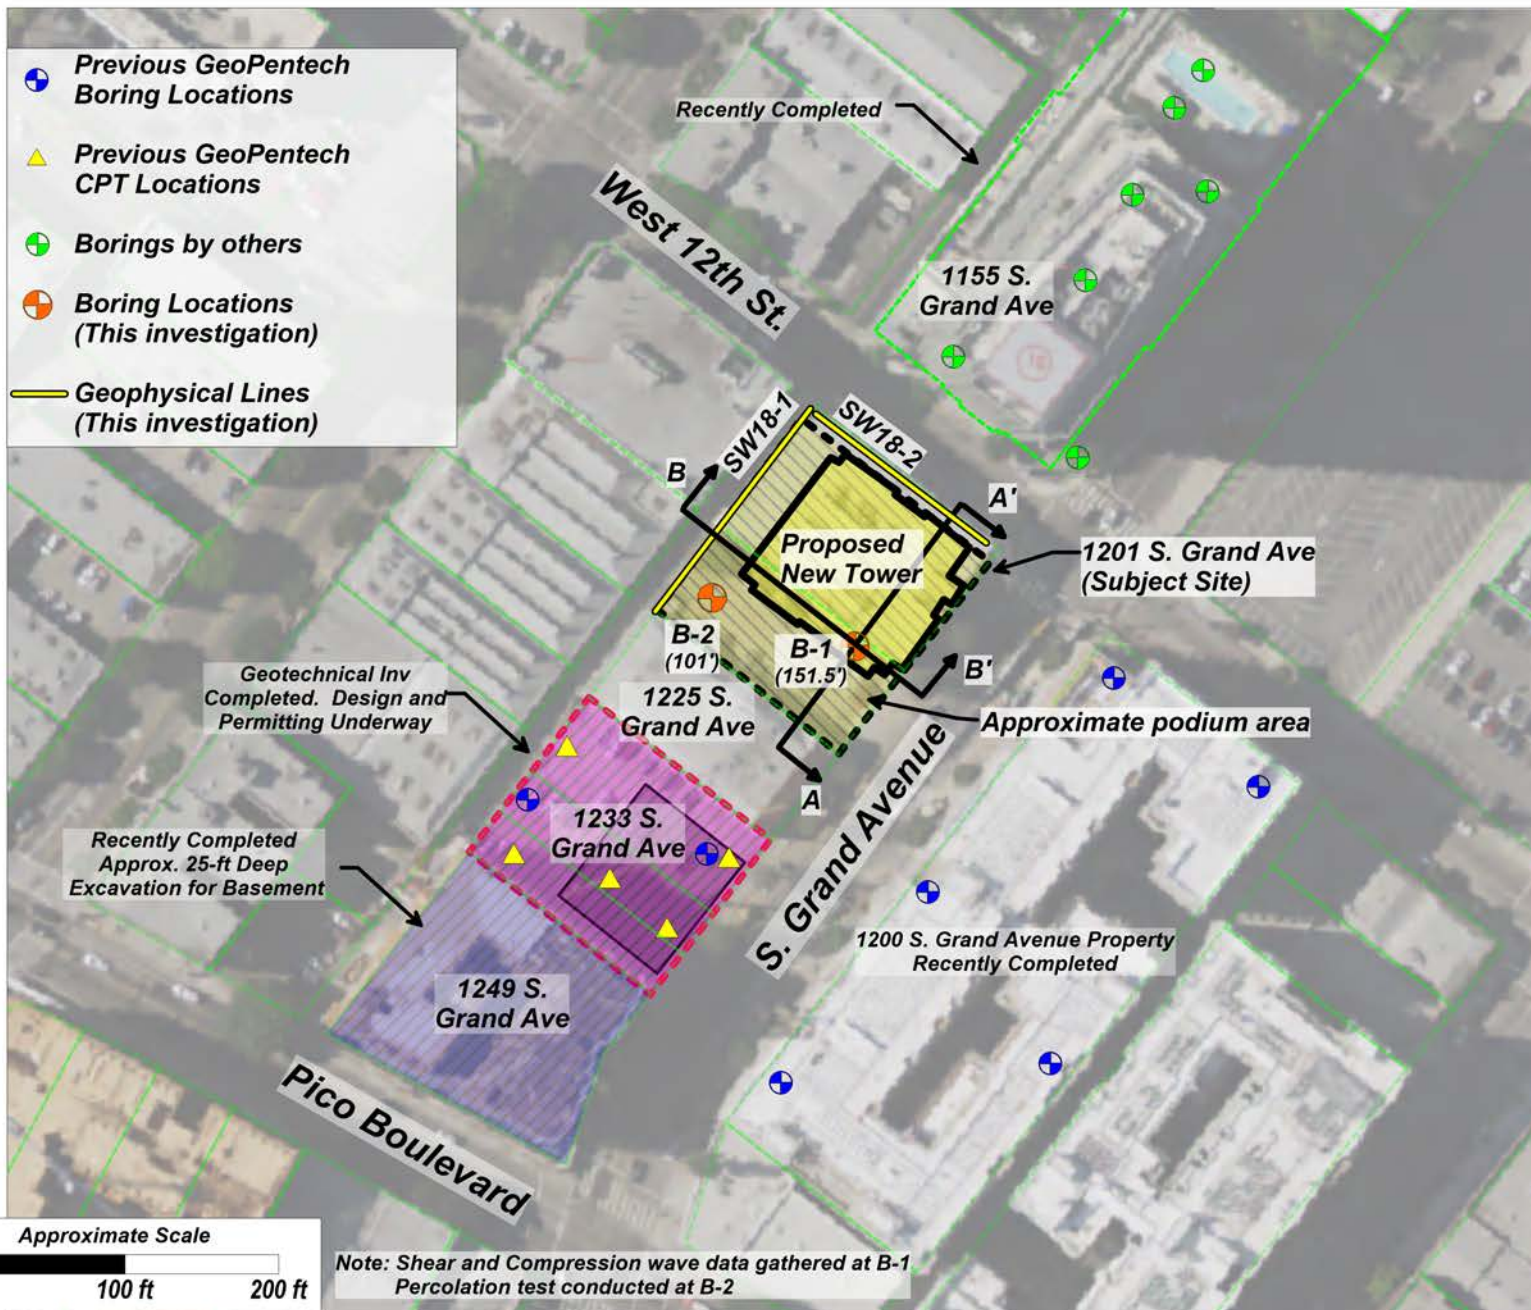 Previous GeoPentech
Boring Locations
Previous GeoPentech
CPT Locations
Borings by others
Boring Locations
(This investigation)
Geophysical Lines
(This investigation)
Recently Completed
West 12th St.
1155 S.
Grand Ave
SW18-1
SW18-2
B
A'
Proposed
New Tower
1201 S. Grand Ave
(Subject Site)
B-2
(101')
B-1
(151.5')
B'
Geotechnical Inv
Completed. Design and
Permitting Underway
1225 S.
Grand Ave
Approximate podium area
A
S. Grand Avenue
1233 S.
Grand Ave
Recently Completed
Approx. 25-ft Deep
Excavation for Basement
1200 S. Grand Avenue Property
Recently Completed
1249 S.
Grand Ave
Pico Boulevard
Approximate Scale
100 ft
200 ft
Note: Shear and Compression wave data gathered at B-1
Percolation test conducted at B-2